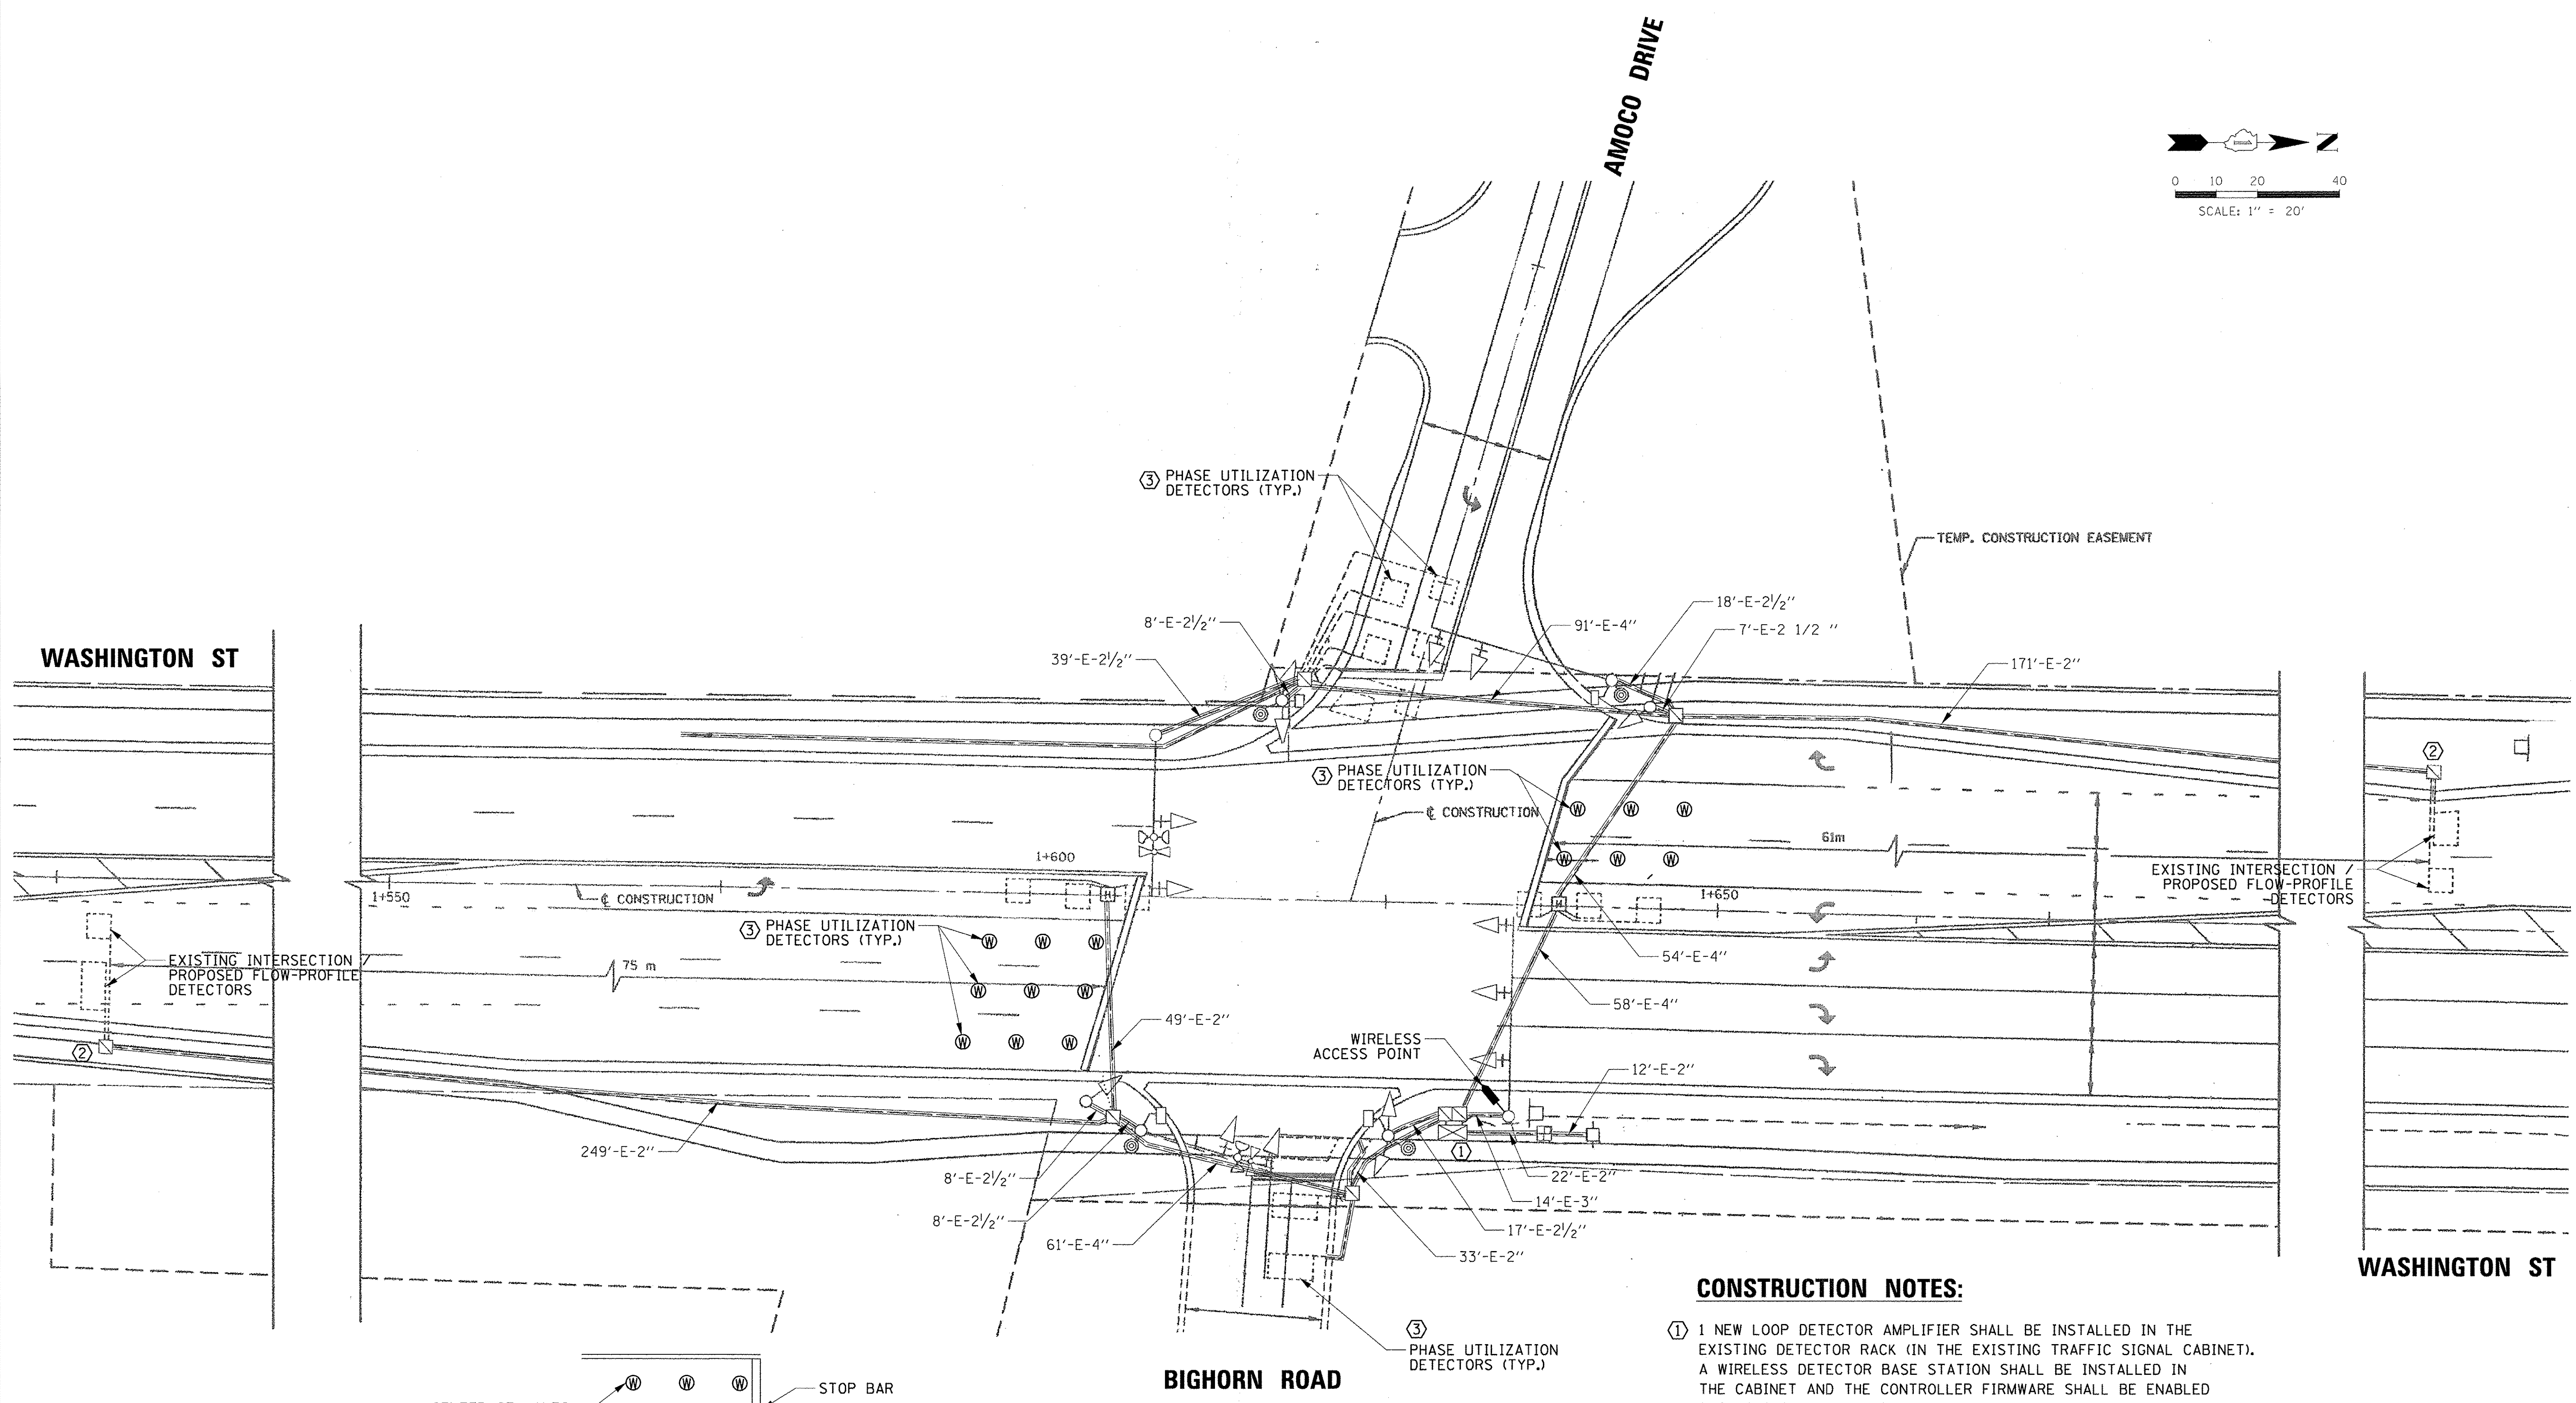 AMOCO DRIVE
N
0 10 20 40
SCALE: 1" = 20'
3 PHASE UTILIZATION
DETECTORS (TYP.)
TEMP. CONSTRUCTION EASEMENT
18'-E-2½"
8'-E-2½"
91'-E-4"
7'-E-2 1/2 "
39'-E-2½"
171'-E-2"
WASHINGTON ST
2
3 PHASE UTILIZATION
DETECTORS (TYP.)
℄ CONSTRUCTION
W W W
61m
W W W
1+600
EXISTING INTERSECTION /
PROPOSED FLOW-PROFILE
DETECTORS
1+550
℄ CONSTRUCTION
H
H
1+650
3 PHASE UTILIZATION
DETECTORS (TYP.)
W W W
EXISTING INTERSECTION /
PROPOSED FLOW-PROFILE
DETECTORS
75 m
54'-E-4"
W W W
58'-E-4"
49'-E-2"
W W W
WIRELESS
ACCESS POINT
2
12'-E-2"
249'-E-2"
1
8'-E-2½"
22'-E-2"
14'-E-3"
8'-E-2½"
17'-E-2½"
61'-E-4"
33'-E-2"
WASHINGTON ST
CONSTRUCTION NOTES:
3
PHASE UTILIZATION
DETECTORS (TYP.)
BIGHORN ROAD
1 1 NEW LOOP DETECTOR AMPLIFIER SHALL BE INSTALLED IN THE
EXISTING DETECTOR RACK (IN THE EXISTING TRAFFIC SIGNAL CABINET).
A WIRELESS DETECTOR BASE STATION SHALL BE INSTALLED IN
THE CABINET AND THE CONTROLLER FIRMWARE SHALL BE ENABLED
W W W
STOP BAR